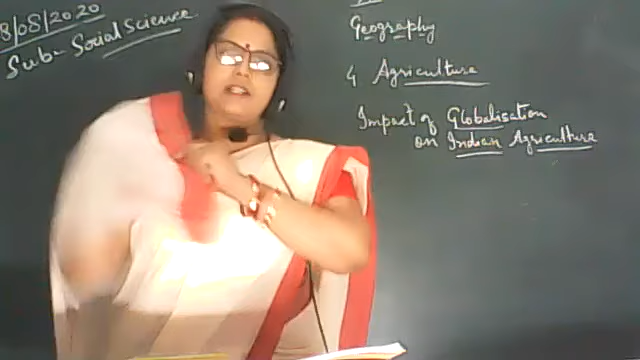 8/08/2020
Sub- Social Science
Geography
4 Agriculture
Impact of Globalisation
on Indian Agriculture